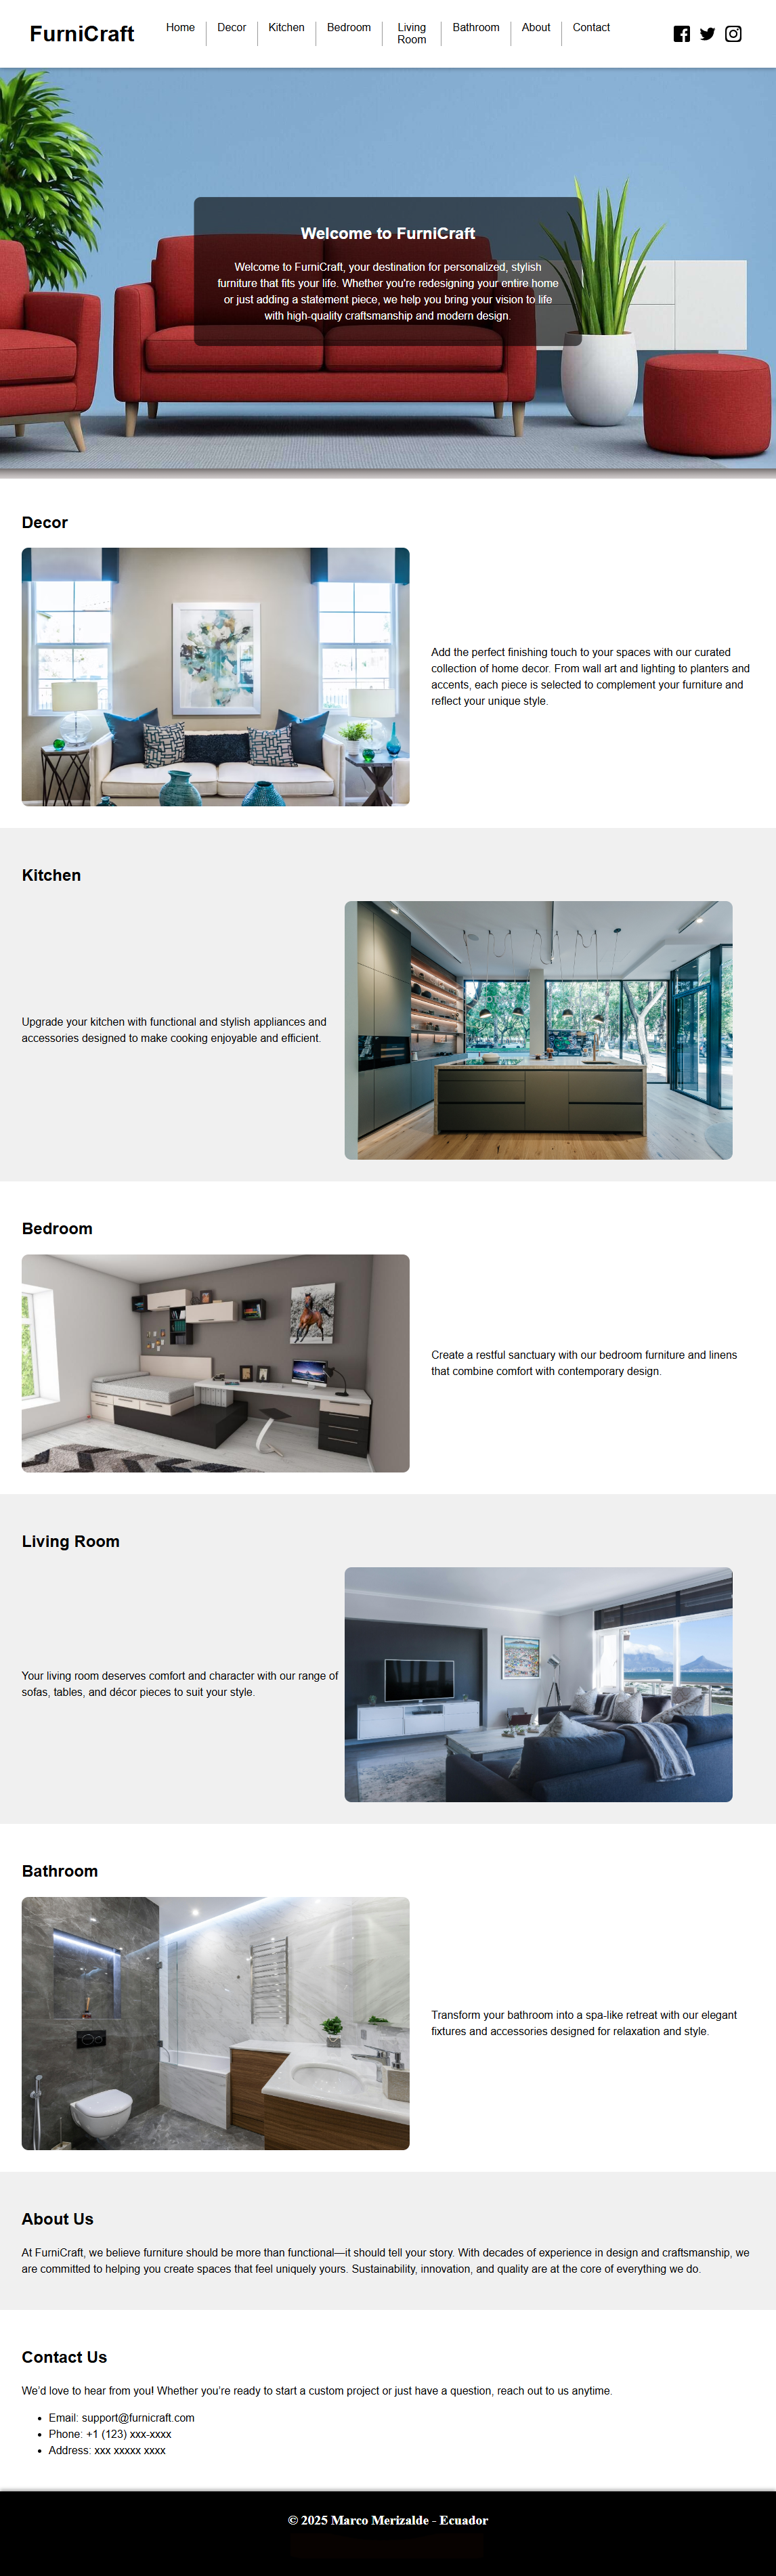 FurniCraft
Home
Decor
Kitchen
Bedroom
Living
Room
Bathroom
About
Contact
Welcome to FurniCraft
Welcome to FurniCraft, your destination for personalized, stylish
furniture that fits your life. Whether you're redesigning your entire home
or just adding a statement piece, we help you bring your vision to life
with high-quality craftsmanship and modern design.
Decor
Add the perfect finishing touch to your spaces with our curated
collection of home decor. From wall art and lighting to planters and
accents, each piece is selected to complement your furniture and
reflect your unique style.
Kitchen
Upgrade your kitchen with functional and stylish appliances and
accessories designed to make cooking enjoyable and efficient.
Bedroom
Create a restful sanctuary with our bedroom furniture and linens
that combine comfort with contemporary design.
Living Room
Your living room deserves comfort and character with our range of
sofas, tables, and décor pieces to suit your style.
Bathroom
Transform your bathroom into a spa-like retreat with our elegant
fixtures and accessories designed for relaxation and style.
About Us
At FurniCraft, we believe furniture should be more than functional—it should tell your story. With decades of experience in design and craftsmanship, we
are committed to helping you create spaces that feel uniquely yours. Sustainability, innovation, and quality are at the core of everything we do.
Contact Us
We'd love to hear from you! Whether you're ready to start a custom project or just have a question, reach out to us anytime.
• Email: support@furnicraft.com
• Phone: +1 (123) xxx-xxxx
• Address: xxx xxxxx xxxx
© 2025 Marco Merizalde - Ecuador